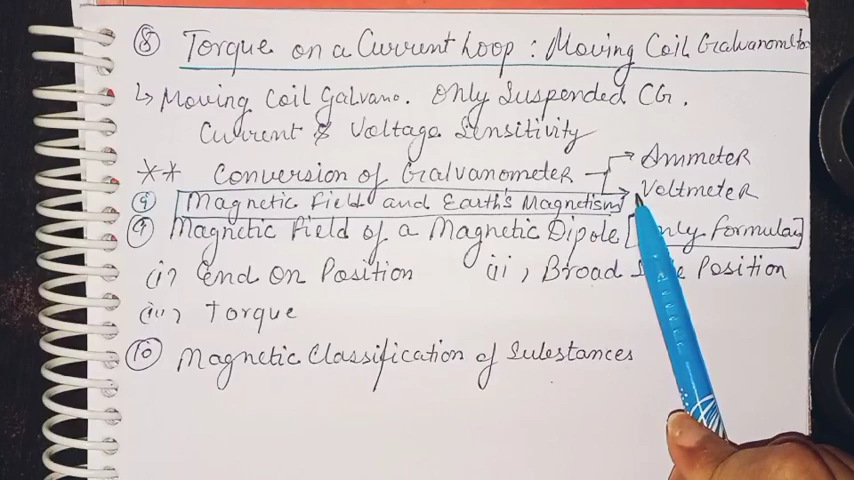 ⑧ Torque on a Current Loop : Moving Coil Galvanometer
↳ Moving Coil Galvano. Only Suspended CG.
Current & Voltage Sensitivity
** Conversion of Galvanometer → Ammeter
→ Voltmeter
⑨ Magnetic Field and Earth's Magnetism
⑨ Magnetic Field of a Magnetic Dipole [Only formula]
(i) End On Position (ii) Broad Position
(iii) Torque
⑩ Magnetic Classification of Substances